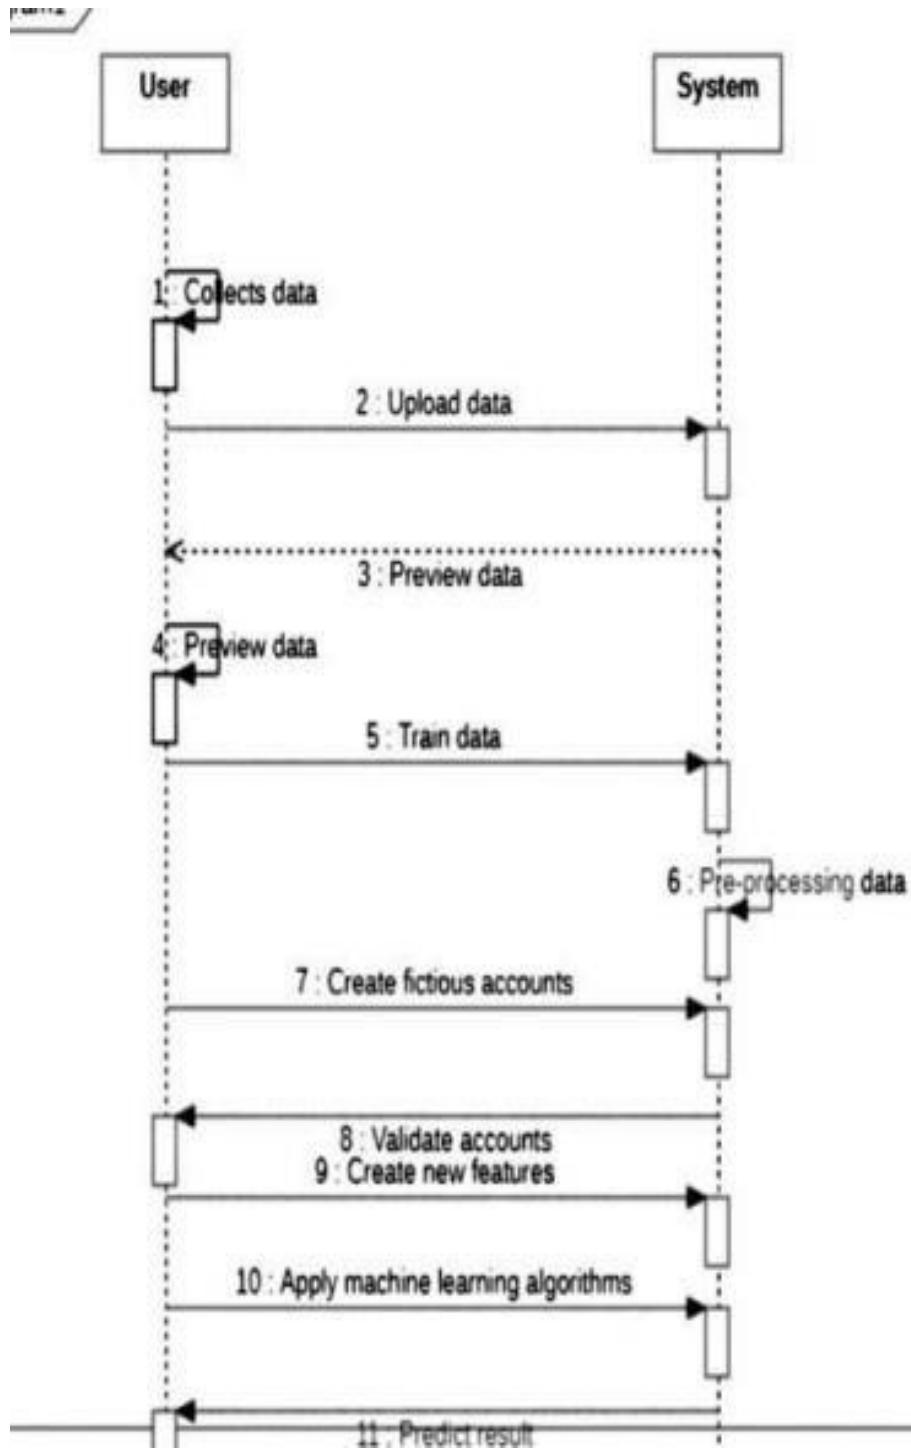 User
System
1 : Collects data
2 : Upload data
3 : Preview data
4 : Preview data
5 : Train data
6 : Pre-processing data
7 : Create fictious accounts
8 : Validate accounts
9 : Create new features
10 : Apply machine learning algorithms
11 : Predict result